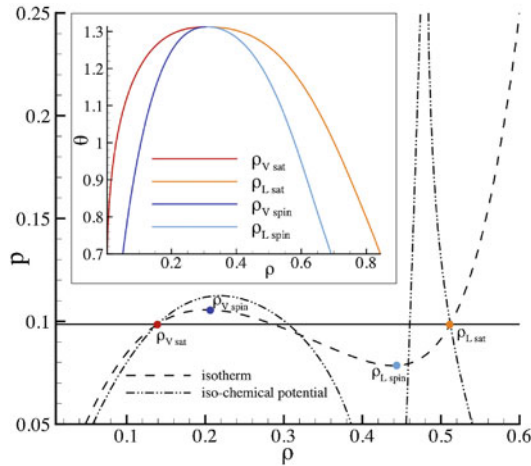 0.25
0.2
p
0.15
0.1
0.05
1.3
1.2
1.1
θ
1
0.9
0.8
0.7
ρV sat
ρL sat
ρV spin
ρL spin
0.2 0.4 0.6 0.8
ρ
ρV spin
ρV sat
ρL sat
ρL spin
isotherm
iso-chemical potential
0.1 0.2 0.3 0.4 0.5 0.6
ρ